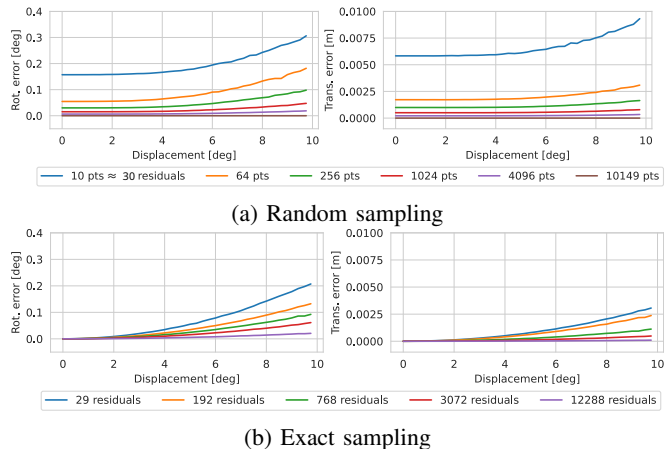 0.4
0.3
0.2
0.1
0.0
Rot. error [deg]
0 2 4 6 8 10
Displacement [deg]
0.0100
0.0075
0.0050
0.0025
0.0000
Trans. error [m]
0 2 4 6 8 10
Displacement [deg]
10 pts ≈ 30 residuals 64 pts 256 pts 1024 pts 4096 pts 10149 pts
(a) Random sampling
0.4
0.3
0.2
0.1
0.0
Rot. error [deg]
0 2 4 6 8 10
Displacement [deg]
0.0100
0.0075
0.0050
0.0025
0.0000
Trans. error [m]
0 2 4 6 8 10
Displacement [deg]
29 residuals 192 residuals 768 residuals 3072 residuals 12288 residuals
(b) Exact sampling